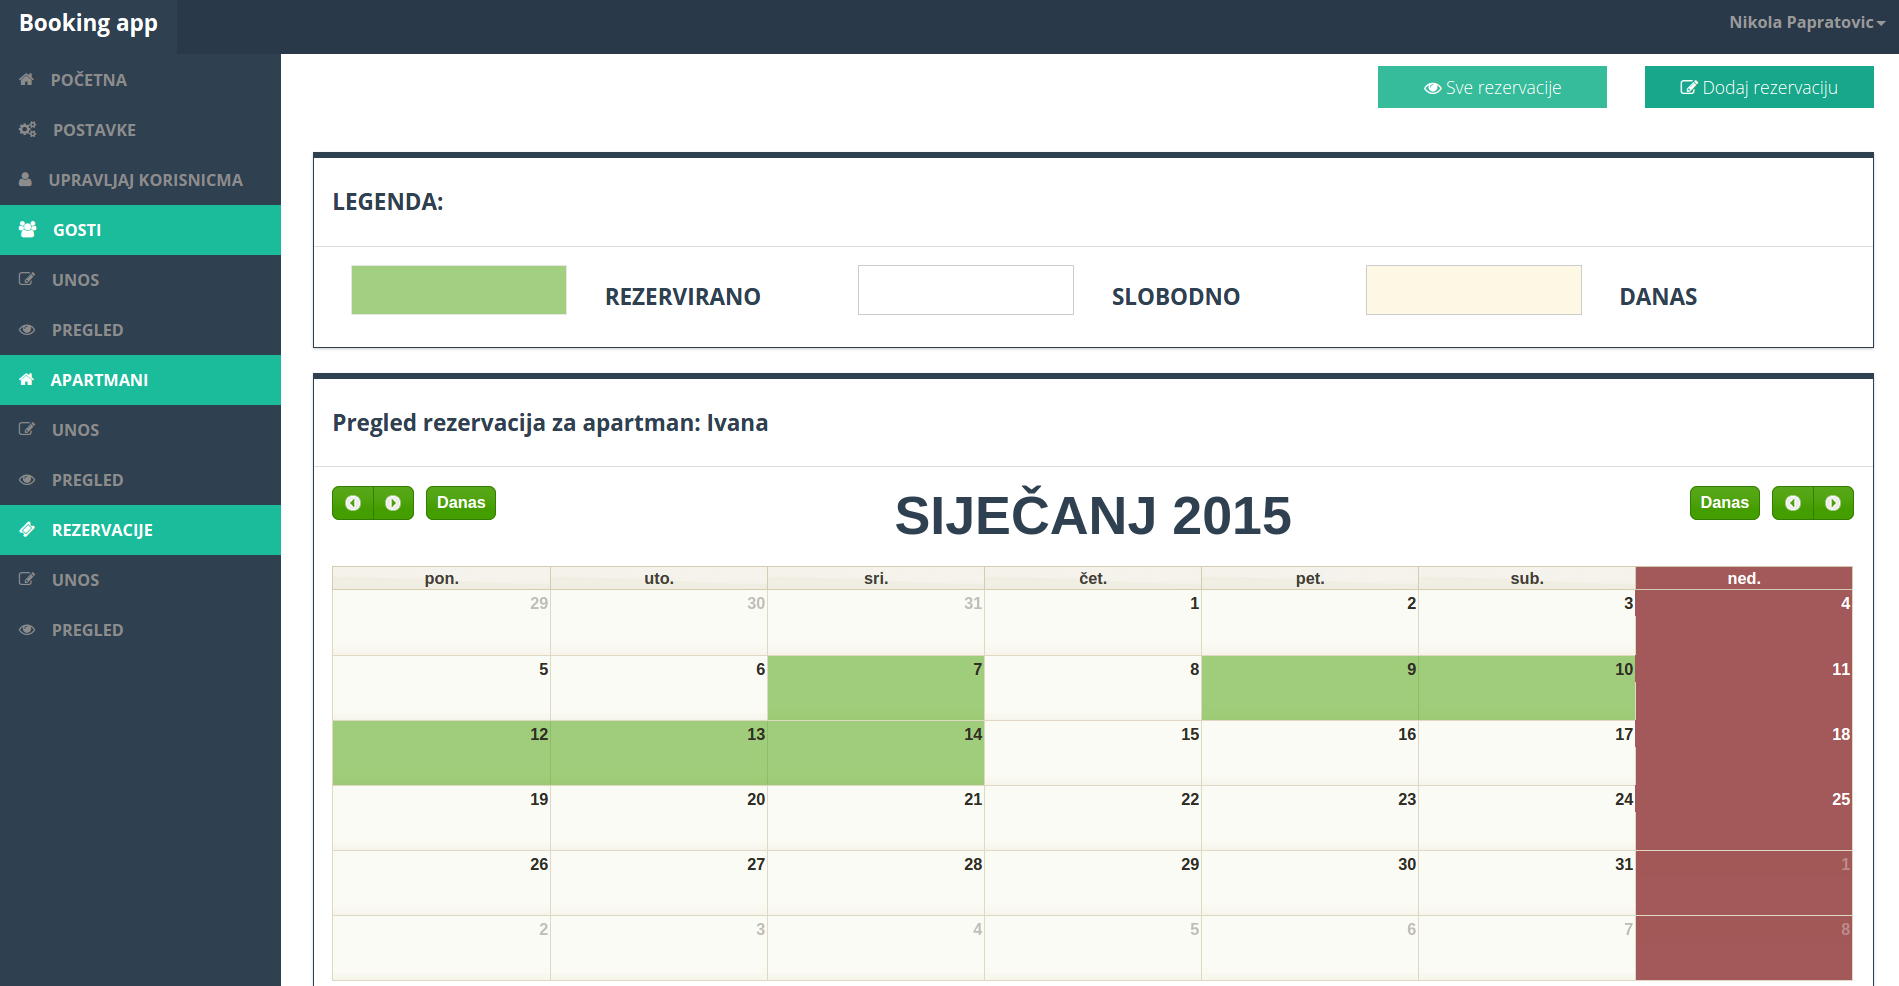 Booking app
Nikola Papratovic
POČETNA
POSTAVKE
UPRAVLJAJ KORISNICMA
GOSTI
UNOS
PREGLED
APARTMANI
UNOS
PREGLED
REZERVACIJE
UNOS
PREGLED
Sve rezervacije
Dodaj rezervaciju
LEGENDA:
REZERVIRANO
SLOBODNO
DANAS
Pregled rezervacija za apartman: Ivana
Danas
SIJEČANJ 2015
Danas
pon. uto. sri. čet. pet. sub. ned.
29 30 31 1 2 3 4
5 6 7 8 9 10 11
12 13 14 15 16 17 18
19 20 21 22 23 24 25
26 27 28 29 30 31 1
2 3 4 5 6 7 8